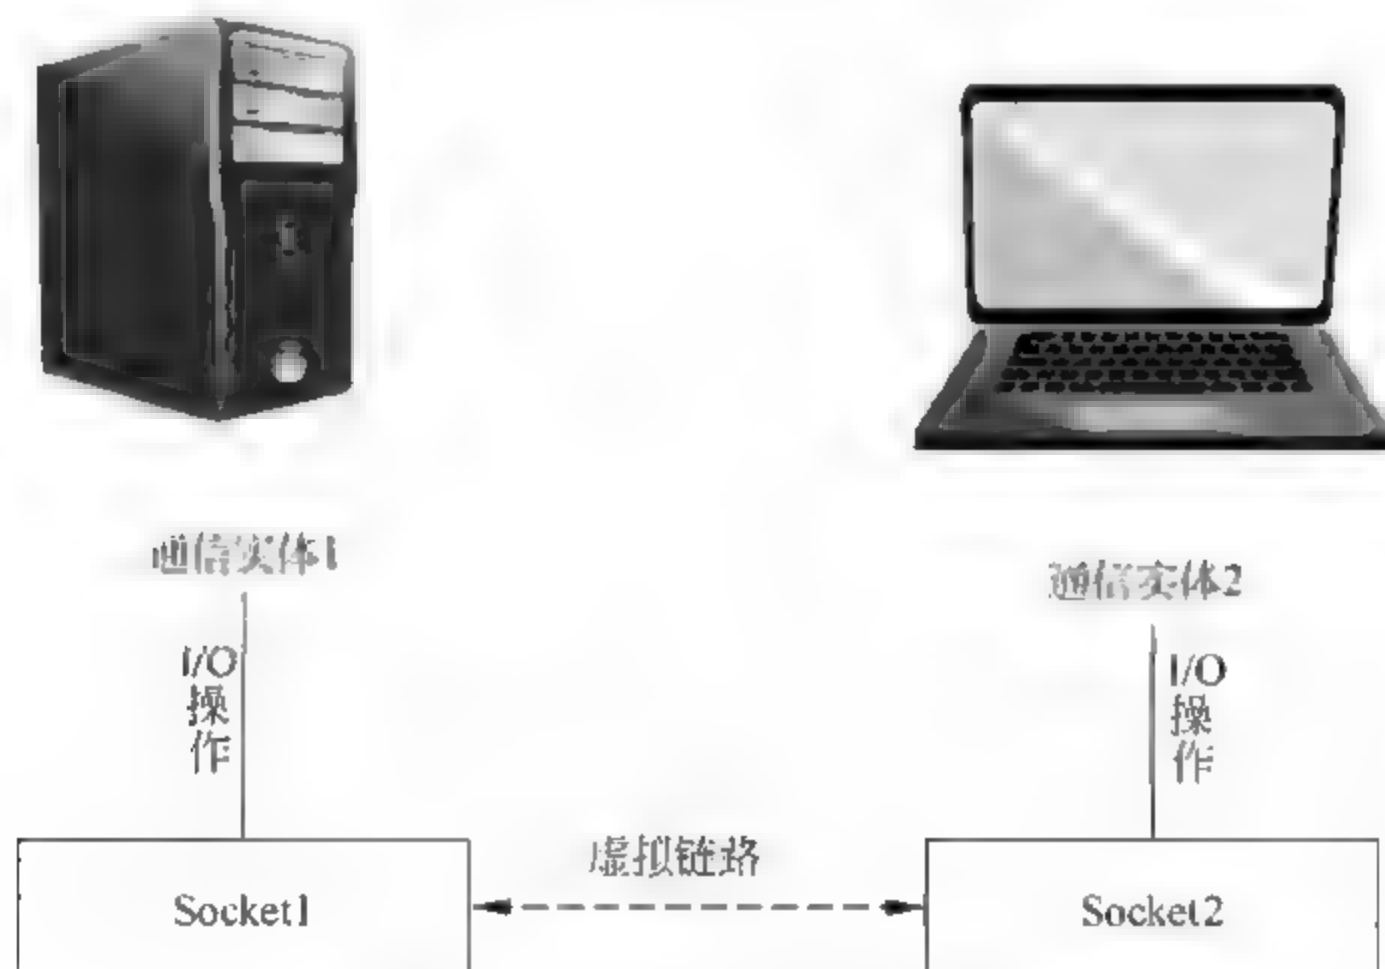 通信实体1
通信实体2
I/O
操
作
I/O
操
作
虚拟链路
Socket1
Socket2